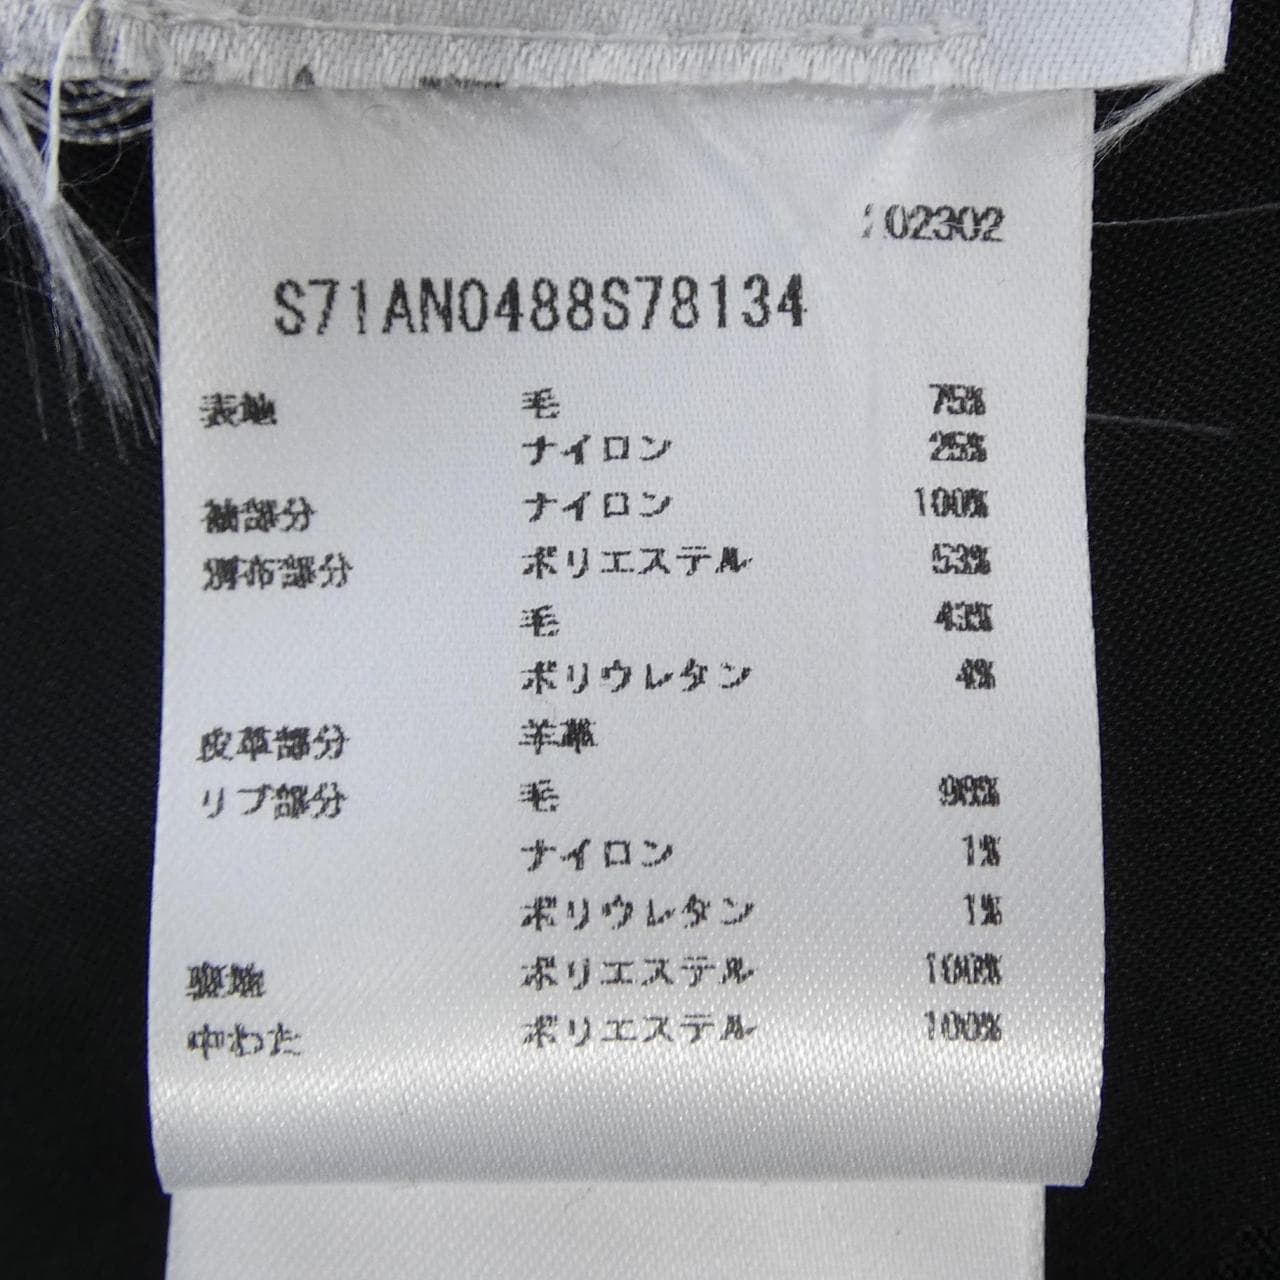 02302
S71AN0488S78134
表地 毛 75%
ナイロン 25%
袖部分 ナイロン 100%
別布部分 ポリエステル 53%
毛 43%
ポリウレタン 4%
皮革部分 羊革
リブ部分 毛 98%
ナイロン 1%
ポリウレタン 1%
裏地 ポリエステル 100%
中わた ポリエステル 100%